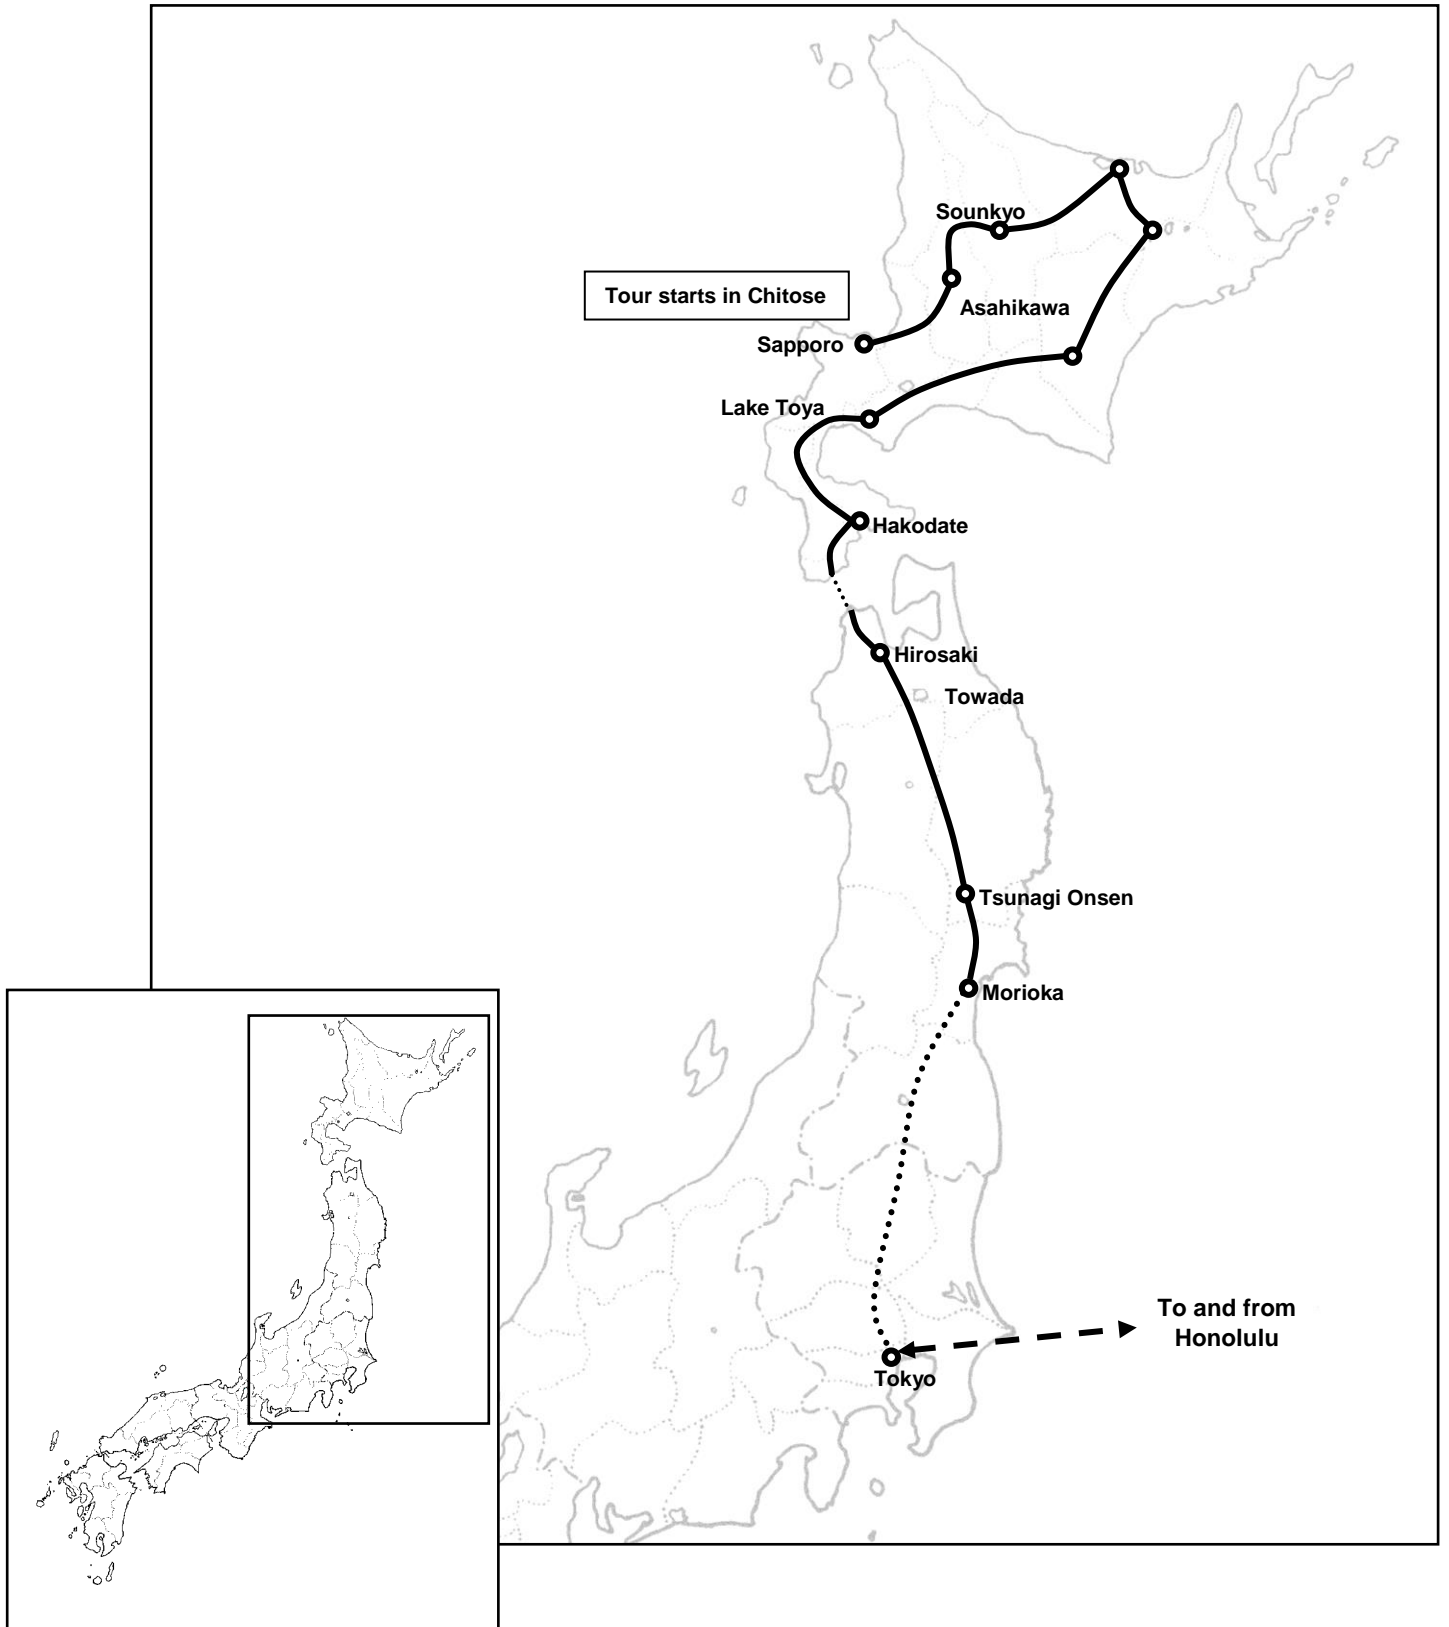 Sounkyo
Tour starts in Chitose
Asahikawa
Sapporo
Lake Toya
Hakodate
Hirosaki
Towada
Tsunagi Onsen
Morioka
To and from
Honolulu
Tokyo